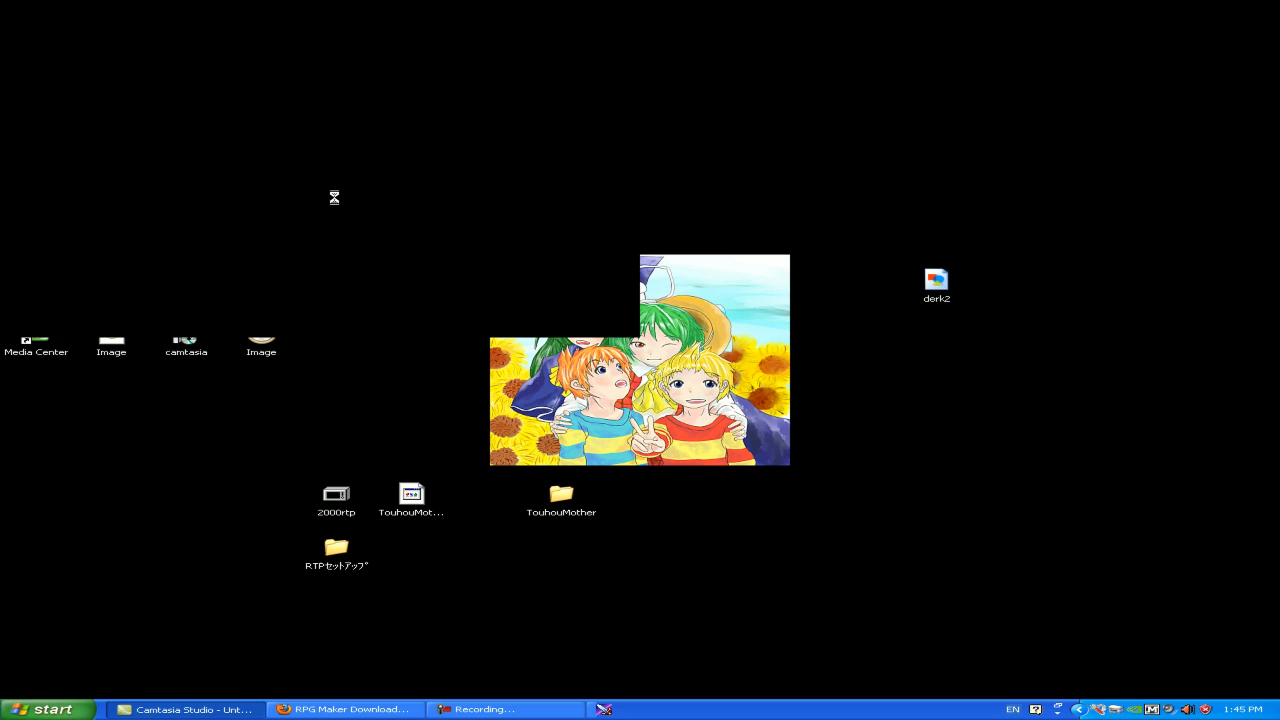 derk2
Media Center
Image
camtasia
Image
2000rtp
TouhouMot...
TouhouMother
RTPセットアップ
start
Camtasia Studio - Unt...
RPG Maker Download...
Recording...
EN
1:45 PM